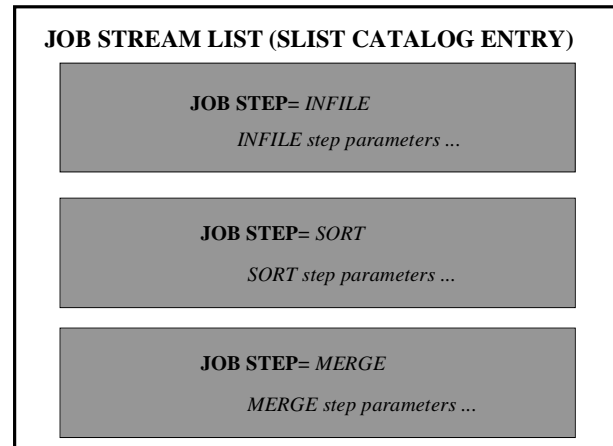 JOB STREAM LIST (SLIST CATALOG ENTRY)
JOB STEP= INFILE
INFILE step parameters ...
JOB STEP= SORT
SORT step parameters ...
JOB STEP= MERGE
MERGE step parameters ...